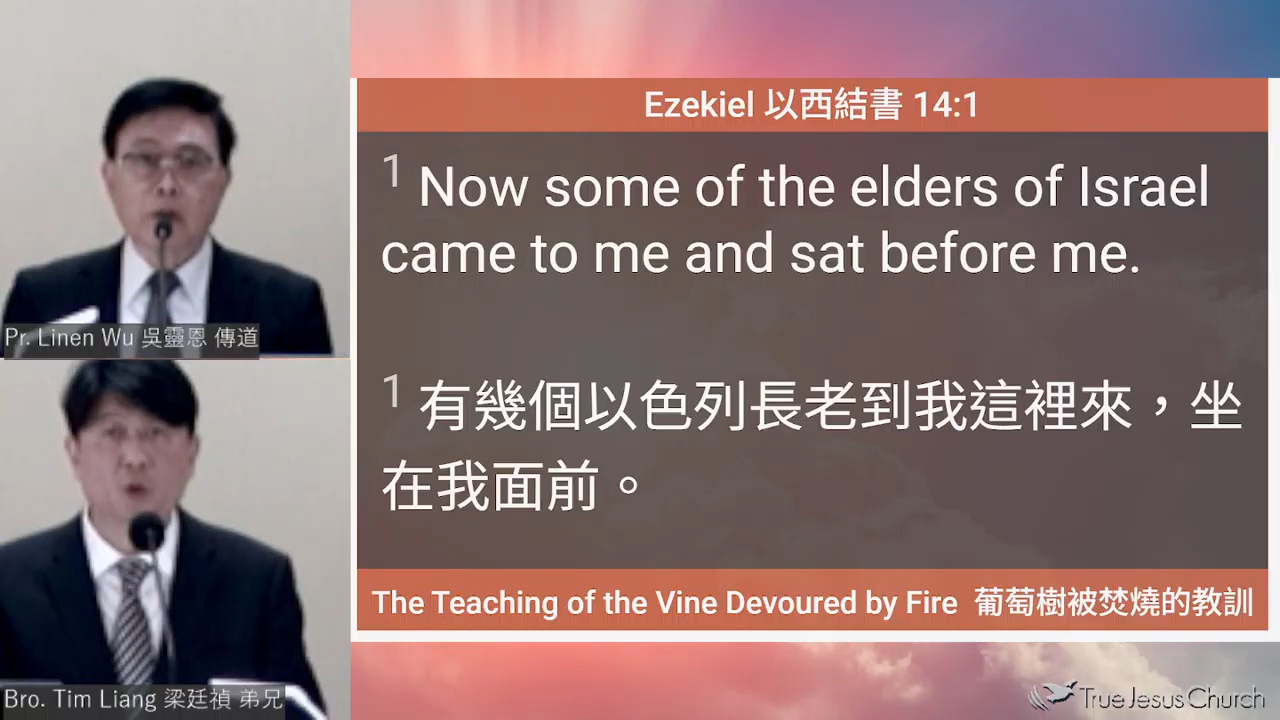 Ezekiel 以西結書 14:1
1 Now some of the elders of Israel
came to me and sat before me.
1 有幾個以色列長老到我這裡來，坐
在我面前。
The Teaching of the Vine Devoured by Fire 葡萄樹被焚燒的教訓
Pr. Linen Wu 吳靈恩 傳道
Bro. Tim Liang 梁廷禎 弟兄
True Jesus Church